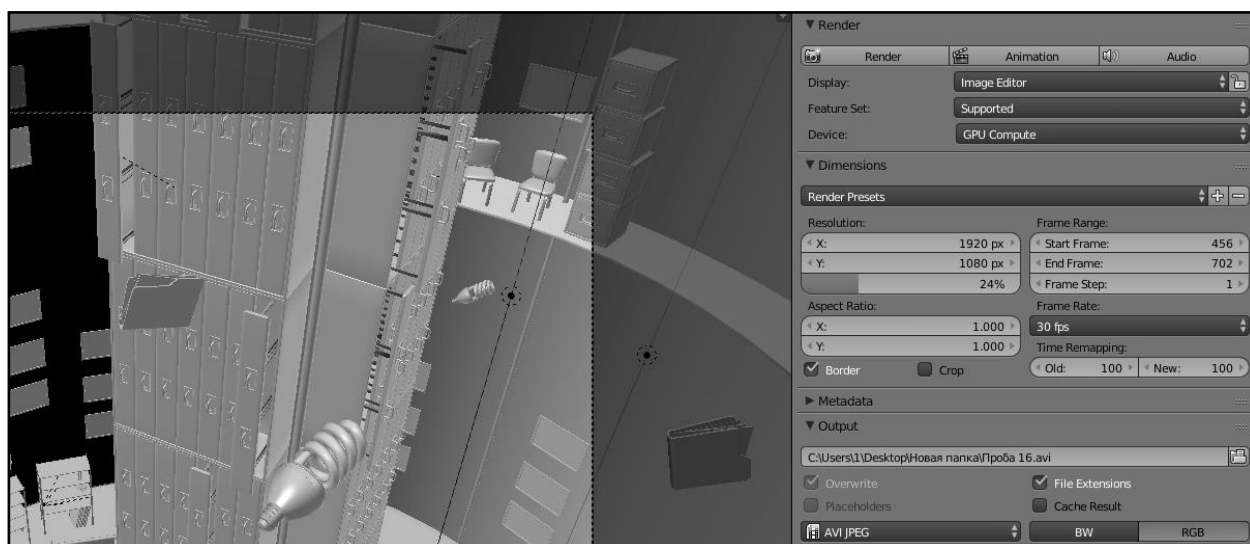 Render
Render Animation Audio
Display: Image Editor
Feature Set: Supported
Device: GPU Compute
Dimensions
Render Presets
Resolution: Frame Range:
X: 1920 px Start Frame: 456
Y: 1080 px End Frame: 702
24% Frame Step: 1
Aspect Ratio: Frame Rate:
X: 1.000 30 fps
Y: 1.000 Time Remapping:
Border Crop Old: 100 New: 100
Metadata
Output
C:\Users\1\Desktop\Новая папка\Проба 16.avi
Overwrite File Extensions
Placeholders Cache Result
AVI JPEG BW RGB